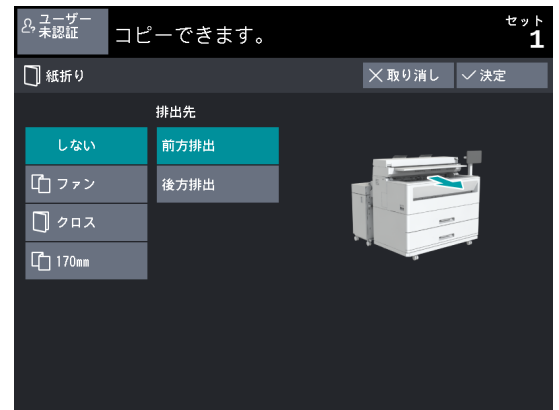 ユーザー
未認証
コピーできます。
セット
1
紙折り
取り消し
決定
排出先
しない
前方排出
ファン
後方排出
クロス
170mm